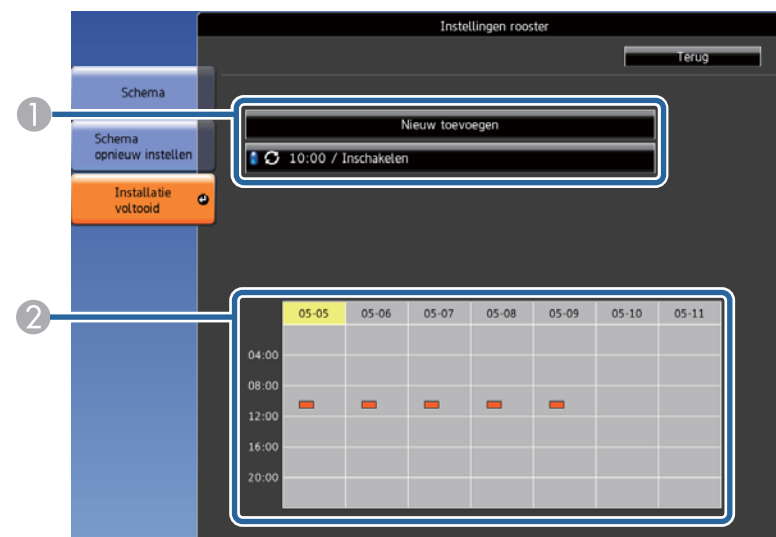 Instellingen rooster
Terug
Schema
Schema
opnieuw instellen
Installatie
voltooid
1
Nieuw toevoegen
10:00 / Inschakelen
2
05-05 05-06 05-07 05-08 05-09 05-10 05-11
04:00
08:00
12:00
16:00
20:00